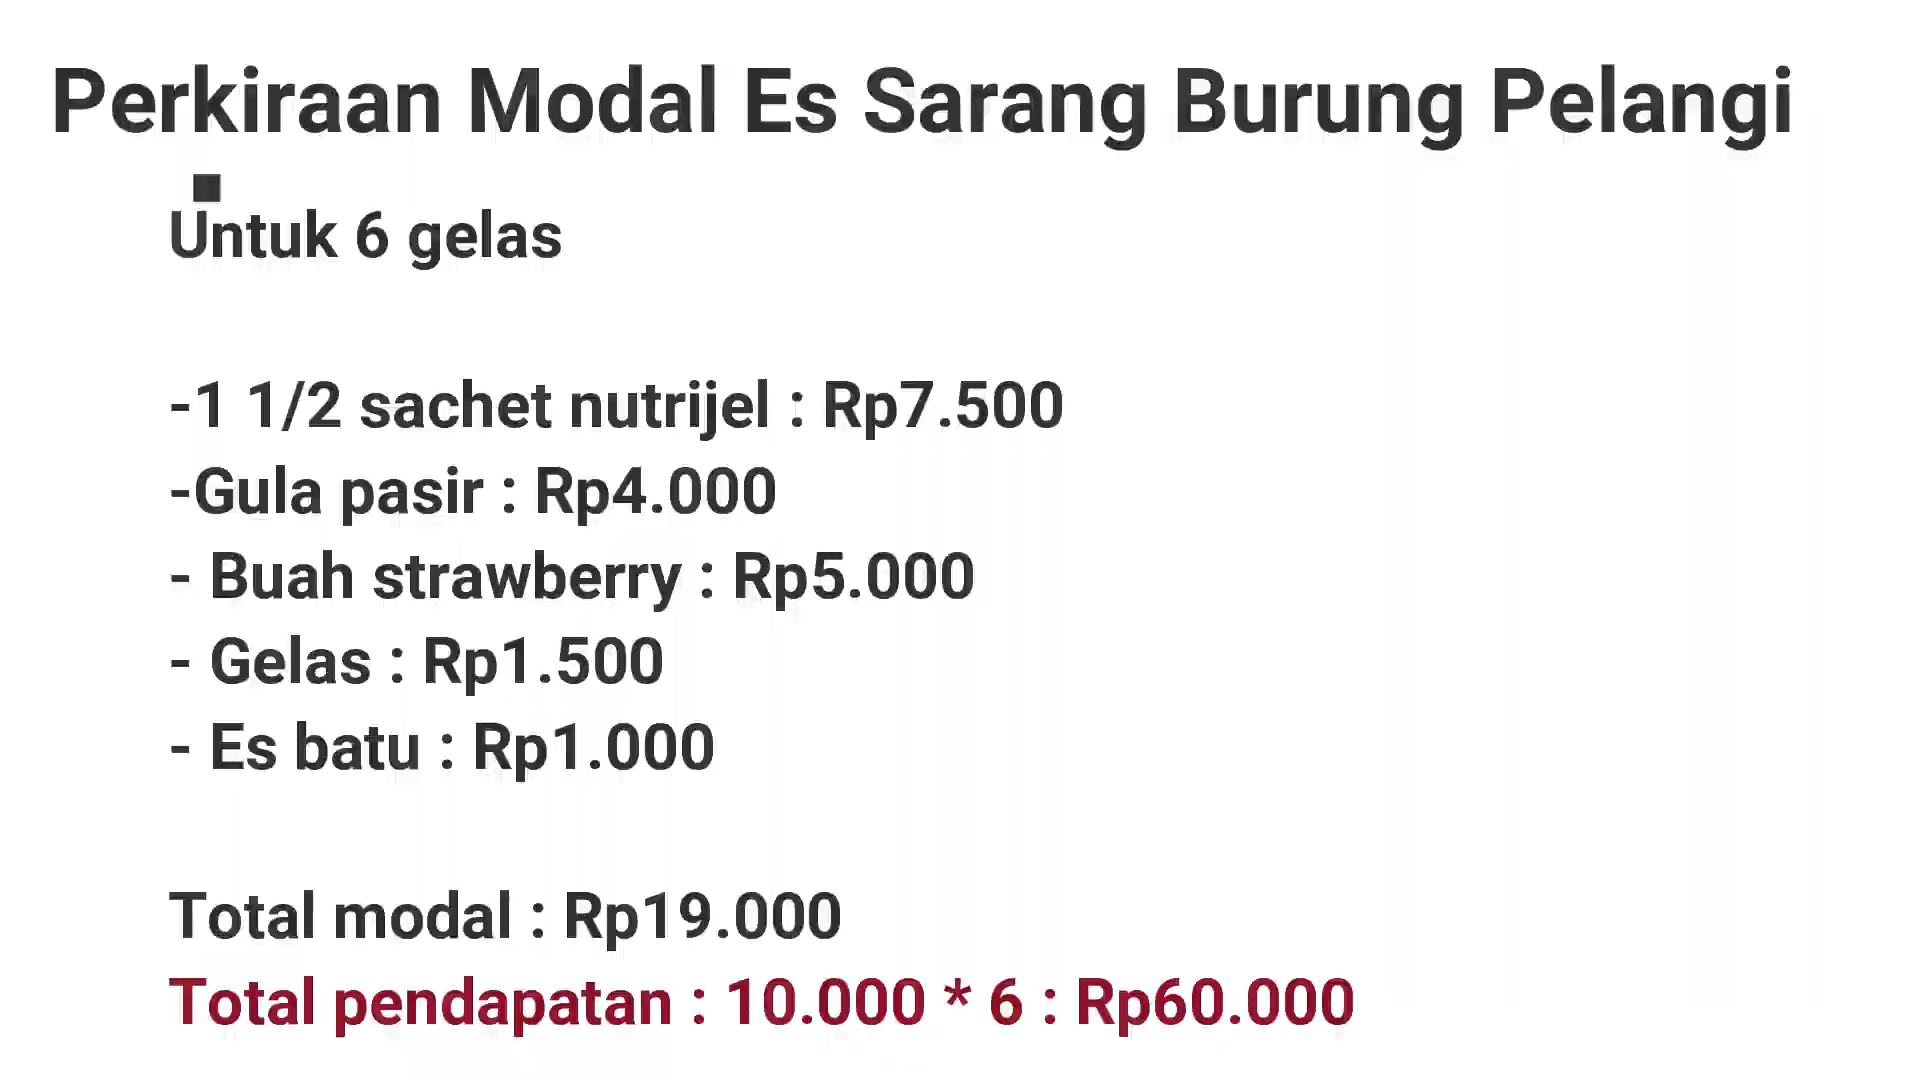 Perkiraan Modal Es Sarang Burung Pelangi
Untuk 6 gelas
-1 1/2 sachet nutrijel : Rp7.500
-Gula pasir : Rp4.000
- Buah strawberry : Rp5.000
- Gelas : Rp1.500
- Es batu : Rp1.000
Total modal : Rp19.000
Total pendapatan : 10.000 * 6 : Rp60.000